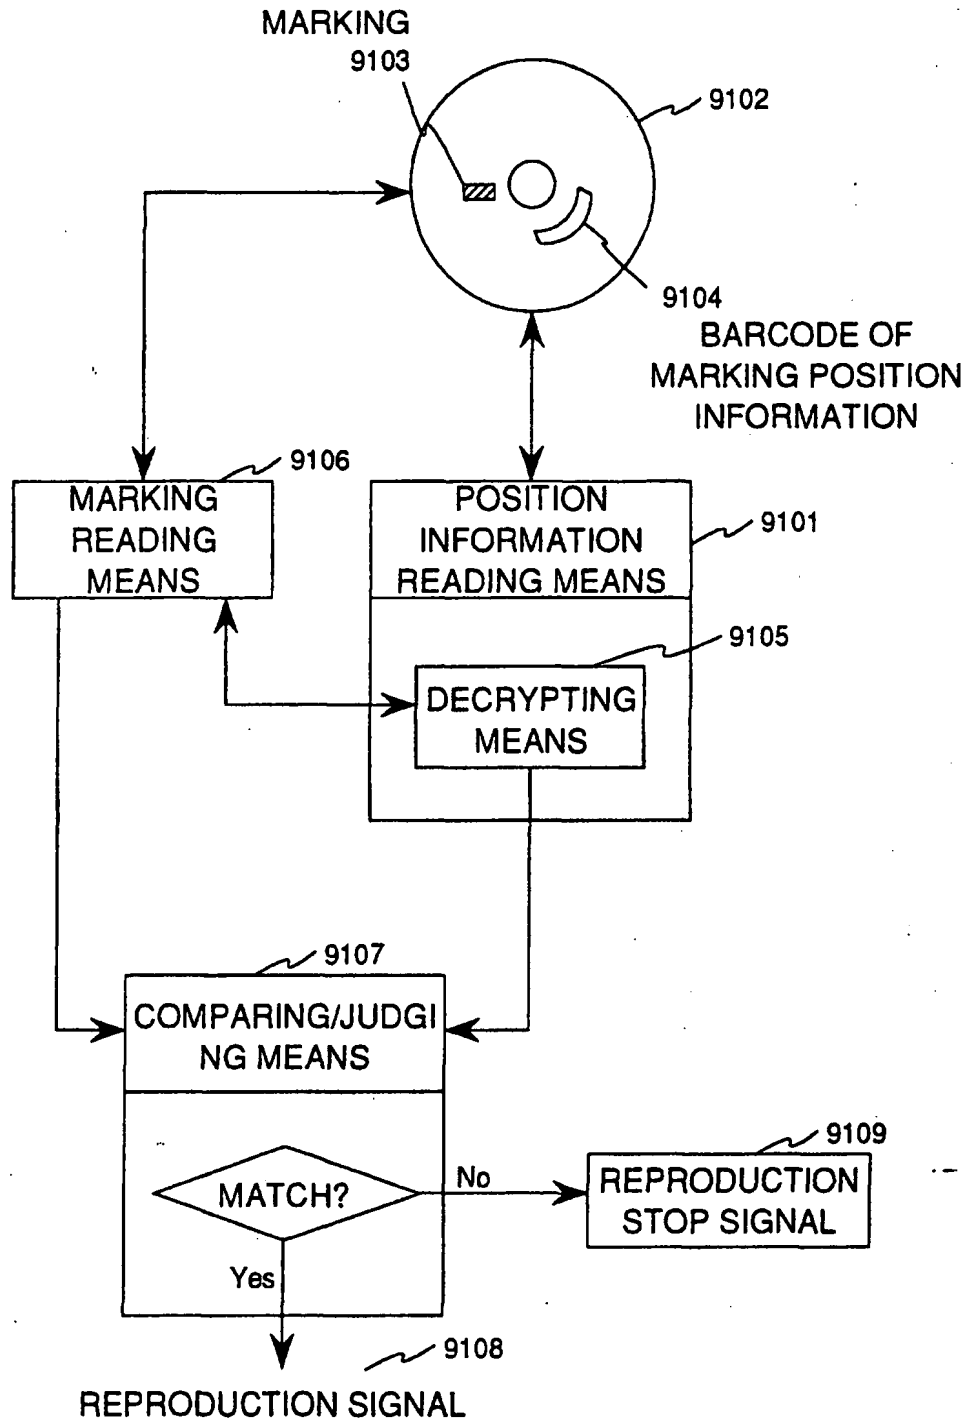 MARKING
9103
9102
9104
BARCODE OF
MARKING POSITION
INFORMATION
9106
MARKING
READING
MEANS
POSITION
INFORMATION
READING MEANS
9101
9105
DECRYPTING
MEANS
9107
COMPARING/JUDGI
NG MEANS
MATCH?
No
9109
REPRODUCTION
STOP SIGNAL
Yes
9108
REPRODUCTION SIGNAL